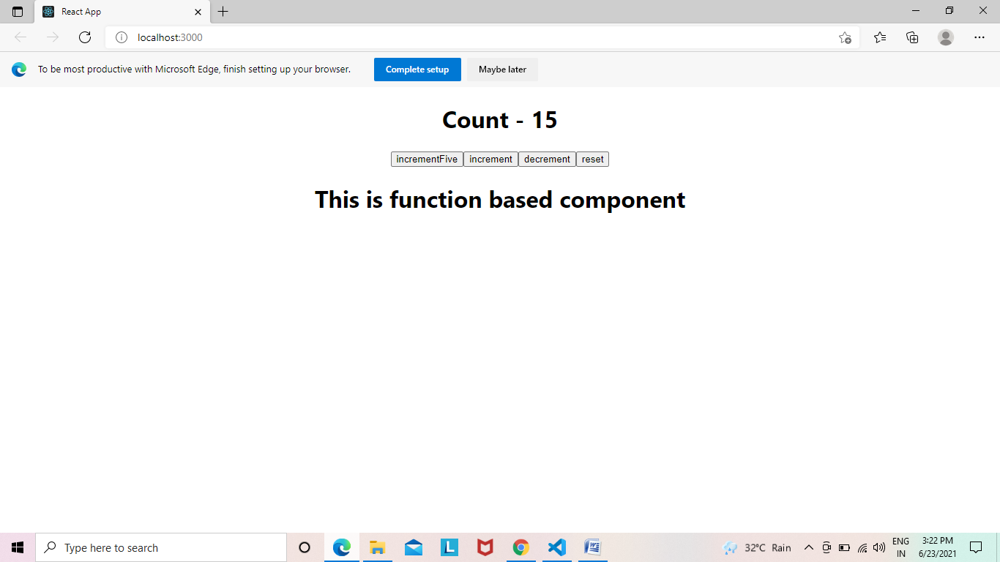 React App
localhost:3000
To be most productive with Microsoft Edge, finish setting up your browser. Complete setup Maybe later
Count - 15
incrementFive increment decrement reset
This is function based component
Type here to search
L
W
32°C Rain
ENG
IN
3:22 PM
6/23/2021